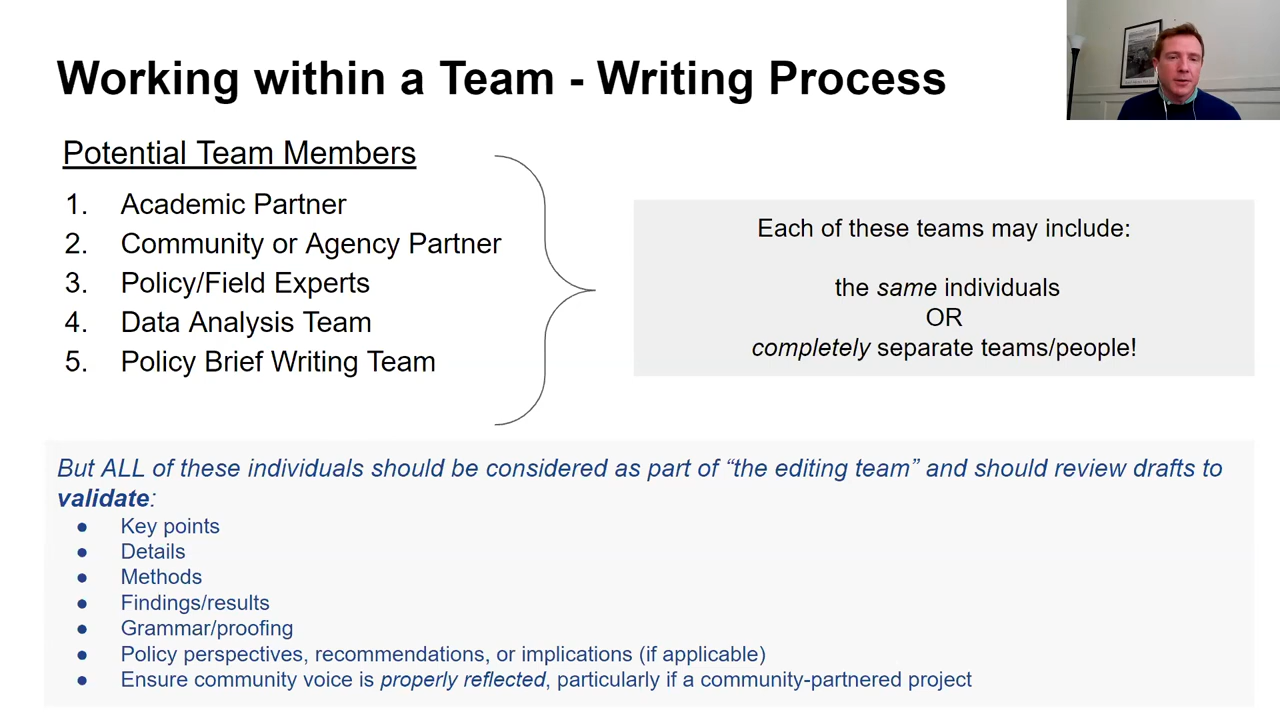 Working within a Team - Writing Process
Potential Team Members
1. Academic Partner
2. Community or Agency Partner
3. Policy/Field Experts
4. Data Analysis Team
5. Policy Brief Writing Team
Each of these teams may include:
the same individuals
OR
completely separate teams/people!
But ALL of these individuals should be considered as part of “the editing team” and should review drafts to
validate:
● Key points
● Details
● Methods
● Findings/results
● Grammar/proofing
● Policy perspectives, recommendations, or implications (if applicable)
● Ensure community voice is properly reflected, particularly if a community-partnered project